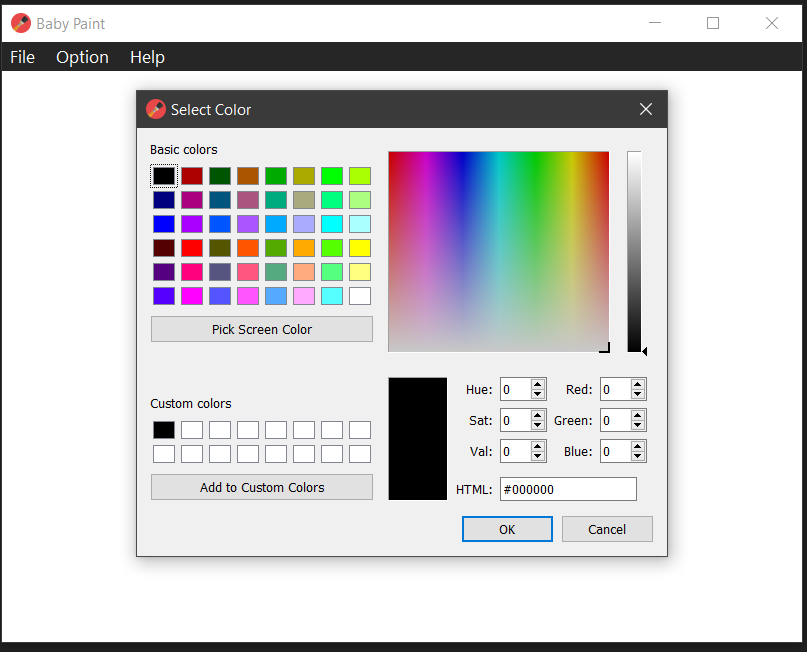 Baby Paint
File Option Help
Select Color
Basic colors
Pick Screen Color
Custom colors
Add to Custom Colors
Hue: 0 Red: 0
Sat: 0 Green: 0
Val: 0 Blue: 0
HTML: #000000
OK Cancel